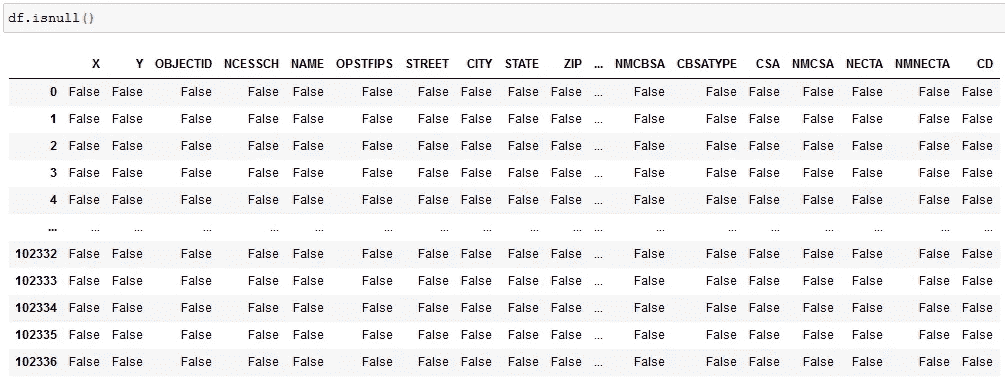 df.isnull()
X Y OBJECTID NCESSCH NAME OPSTFIPS STREET CITY STATE ZIP ... NMCBSA CBSATYPE CSA NMCSA NECTA NMNECTA CD
0 False False False False False False False False False False ... False False False False False False False
1 False False False False False False False False False False ... False False False False False False False
2 False False False False False False False False False False ... False False False False False False False
3 False False False False False False False False False False ... False False False False False False False
4 False False False False False False False False False False ... False False False False False False False
... ... ... ... ... ... ... ... ... ... ... ... ... ... ... ... ... ... ...
102332 False False False False False False False False False False ... False False False False False False False
102333 False False False False False False False False False False ... False False False False False False False
102334 False False False False False False False False False False ... False False False False False False False
102335 False False False False False False False False False False ... False False False False False False False
102336 False False False False False False False False False False ... False False False False False False False